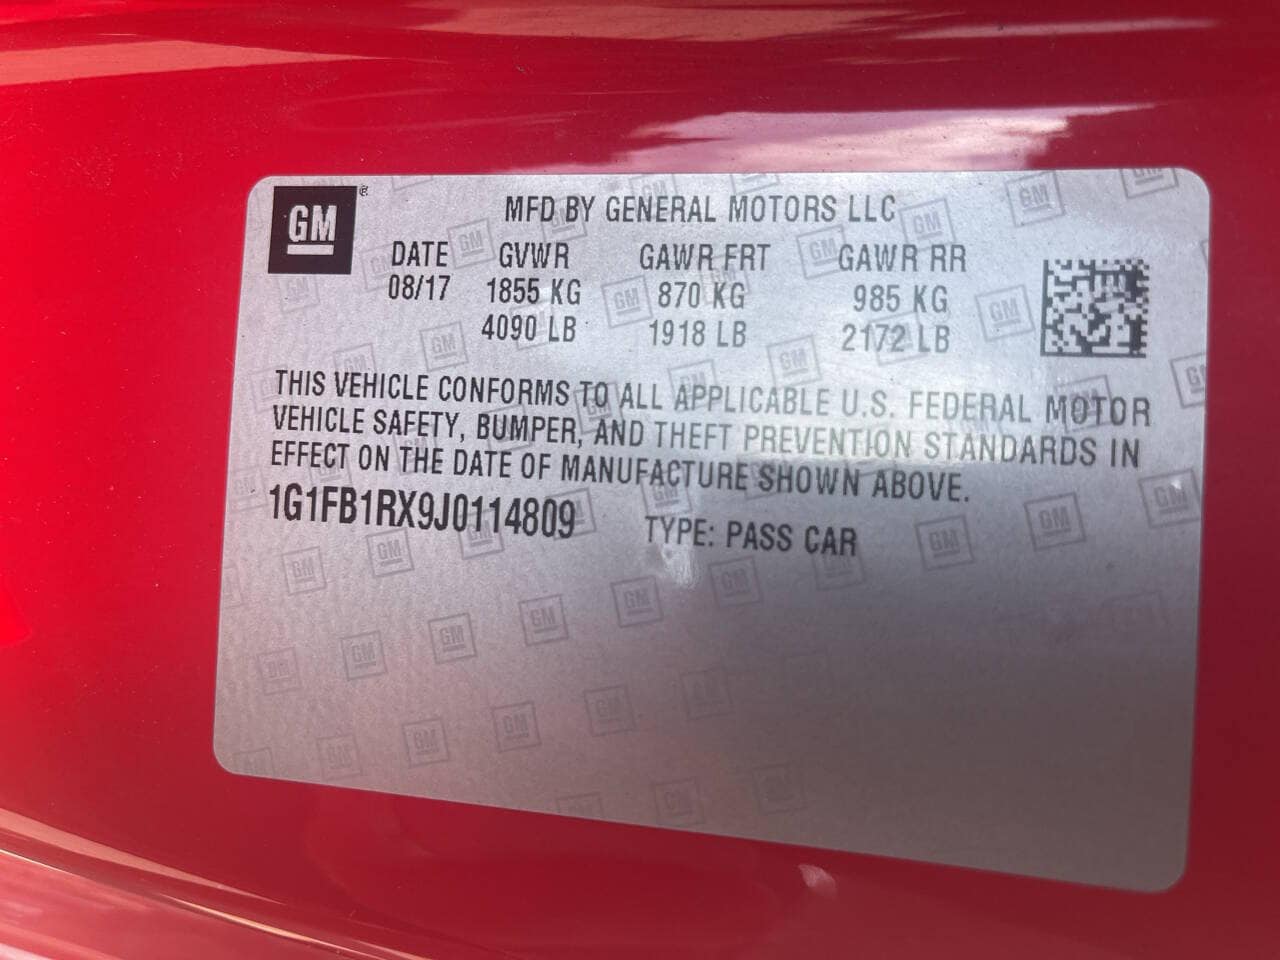 GM ® MFD BY GENERAL MOTORS LLC
DATE GVWR GAWR FRT GAWR RR
08/17 1855 KG 870 KG 985 KG
4090 LB 1918 LB 2172 LB
THIS VEHICLE CONFORMS TO ALL APPLICABLE U.S. FEDERAL MOTOR
VEHICLE SAFETY, BUMPER, AND THEFT PREVENTION STANDARDS IN
EFFECT ON THE DATE OF MANUFACTURE SHOWN ABOVE.
1G1FB1RX9J0114809 TYPE: PASS CAR